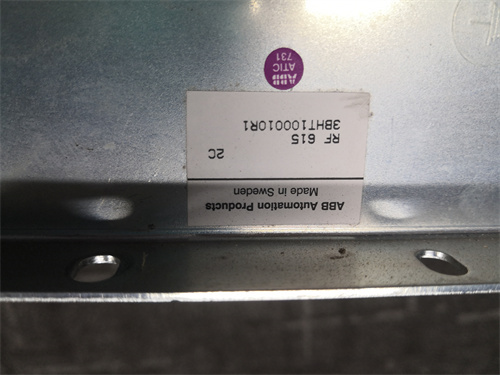 ABB Automation Products
Made in Sweden
2C
RF 615
3BHT100010R1
ABB
ATIC
731